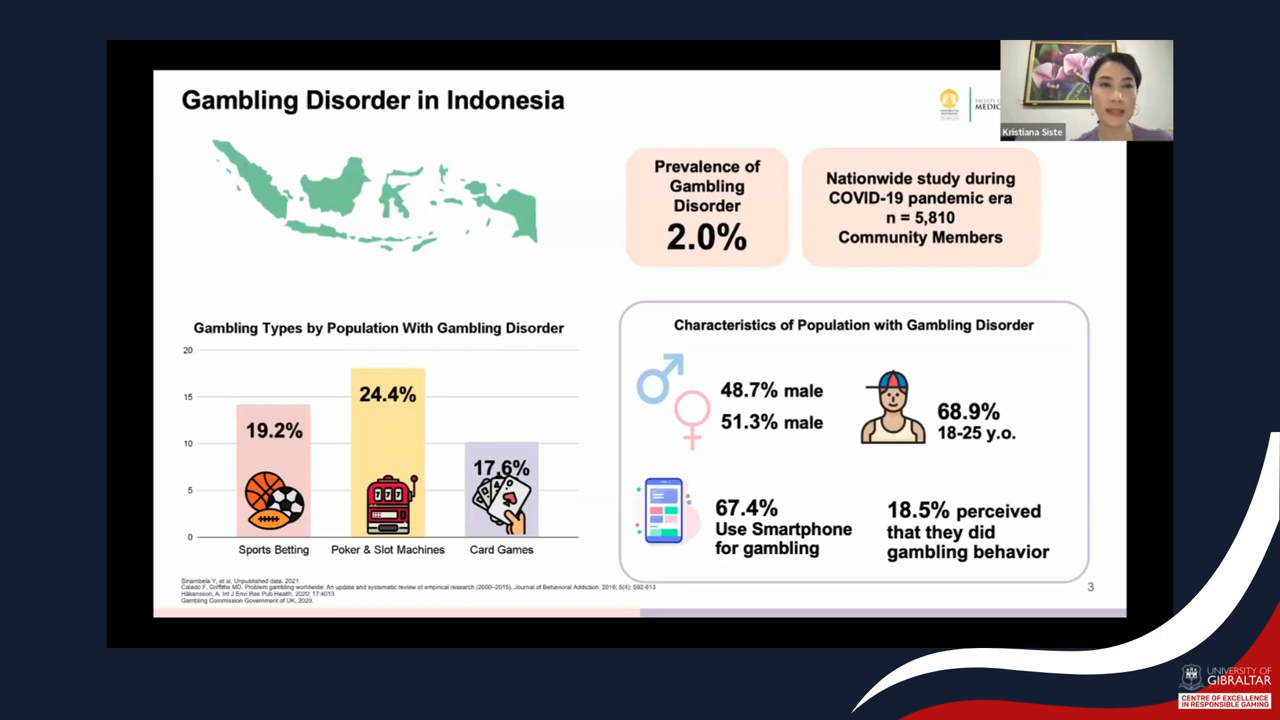 Gambling Disorder in Indonesia
MEDIC
Kristiana Siste
Prevalence of
Gambling
Disorder
2.0%
Nationwide study during
COVID-19 pandemic era
n = 5,810
Community Members
Gambling Types by Population With Gambling Disorder
20
15
10
5
0
19.2%
24.4%
17.6%
777
Sports Betting
Poker & Slot Machines
Card Games
Characteristics of Population with Gambling Disorder
48.7% male
51.3% male
68.9%
18-25 y.o.
67.4%
Use Smartphone
for gambling
18.5% perceived
that they did
gambling behavior
Sinambela Y, et al, Unpublished data. 2021
Calado F, Griffiths MD. Problem gambling worldwide: An update and systematic review of empirical research (2000–2015). Journal of Behavioral Addiction. 2016; 5(4): 592-613
Håkansson, A. Int J Envi Res Pub Health, 2020; 17:4013
Gambling Commission Government of UK, 2020.
3
UNIVERSITY OF
GIBRALTAR
CENTRE OF EXCELLENCE
IN RESPONSIBLE GAMING